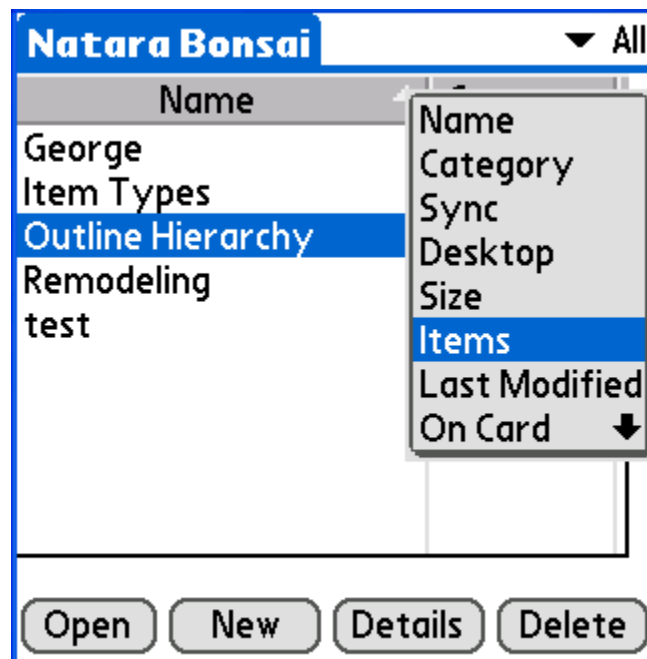 Natara Bonsai
All
Name
George
Item Types
Outline Hierarchy
Remodeling
test
Name
Category
Sync
Desktop
Size
Items
Last Modified
On Card
Open
New
Details
Delete